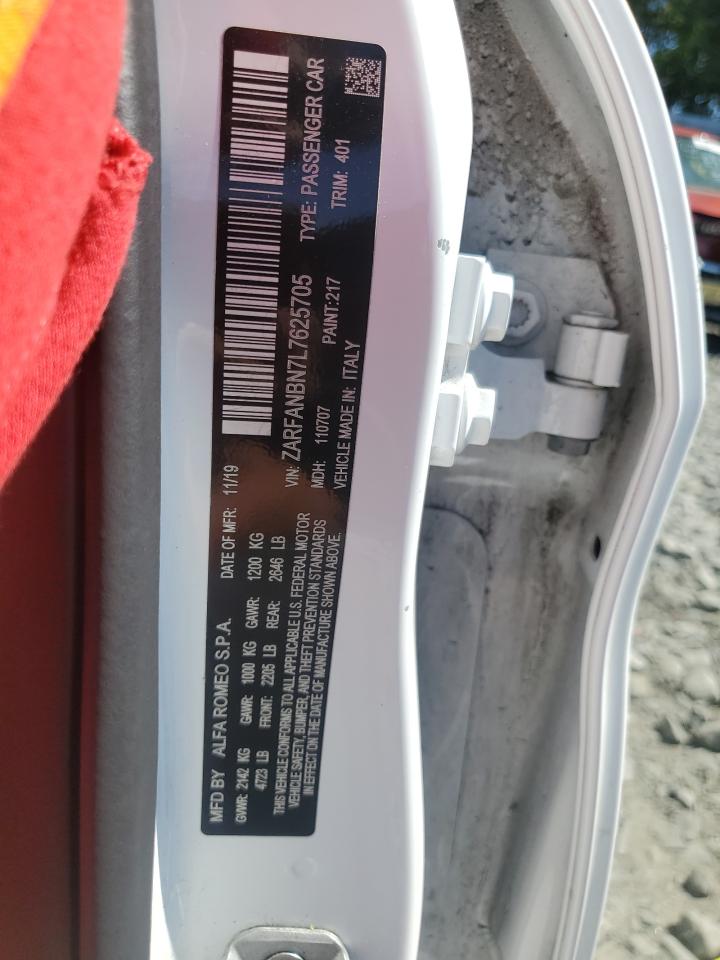 MFD BY ALFA ROMEO S.P.A. DATE OF MFR: 11/19
GVWR: 2142 KG GAWR: 1000 KG GAWR: 1200 KG
4723 LB FRONT: 2205 LB REAR: 2646 LB
THIS VEHICLE CONFORMS TO ALL APPLICABLE U.S. FEDERAL MOTOR
VEHICLE SAFETY, BUMPER, AND THEFT PREVENTION STANDARDS
IN EFFECT ON THE DATE OF MANUFACTURE SHOWN ABOVE.
VIN: ZARFANBN7L7625705 TYPE: PASSENGER CAR
MDH: 110707 PAINT:217 TRIM: 401
VEHICLE MADE IN: ITALY